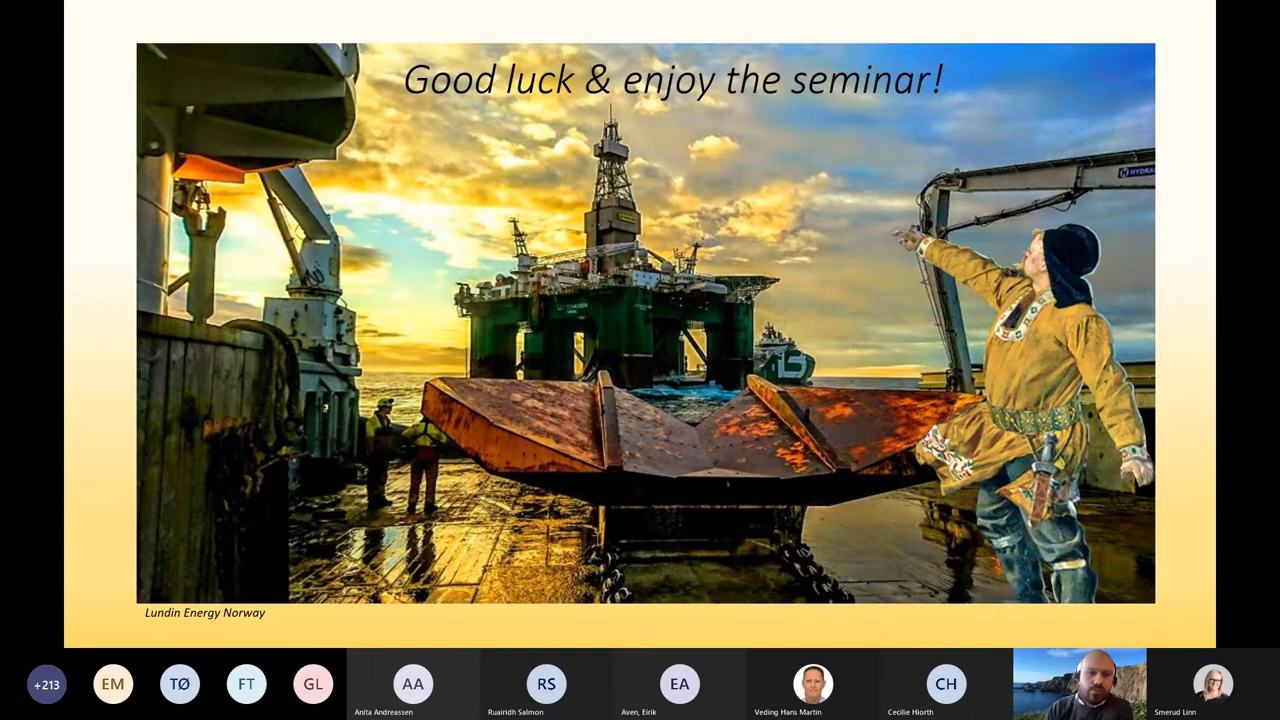 Good luck & enjoy the seminar!
HYDRA
Lundin Energy Norway
+213
EM
TØ
FT
GL
AA
RS
EA
CH
Anita Andreassen
Ruairidh Salmon
Aven, Eirik
Veding Hans Martin
Cecilie Hiorth
Smerud Linn